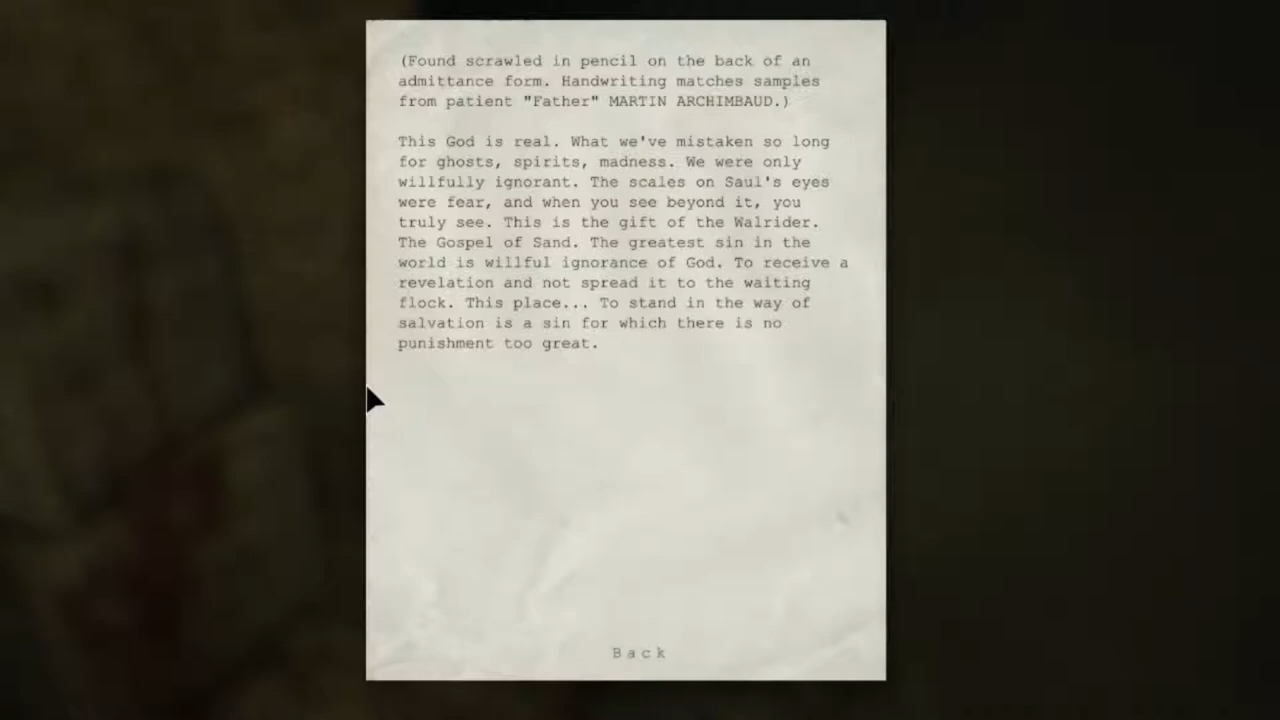 (Found scrawled in pencil on the back of an
admittance form. Handwriting matches samples
from patient "Father" MARTIN ARCHIMBAUD.)
This God is real. What we've mistaken so long
for ghosts, spirits, madness. We were only
willfully ignorant. The scales on Saul's eyes
were fear, and when you see beyond it, you
truly see. This is the gift of the Walrider.
The Gospel of Sand. The greatest sin in the
world is willful ignorance of God. To receive a
revelation and not spread it to the waiting
flock. This place... To stand in the way of
salvation is a sin for which there is no
punishment too great.
Back